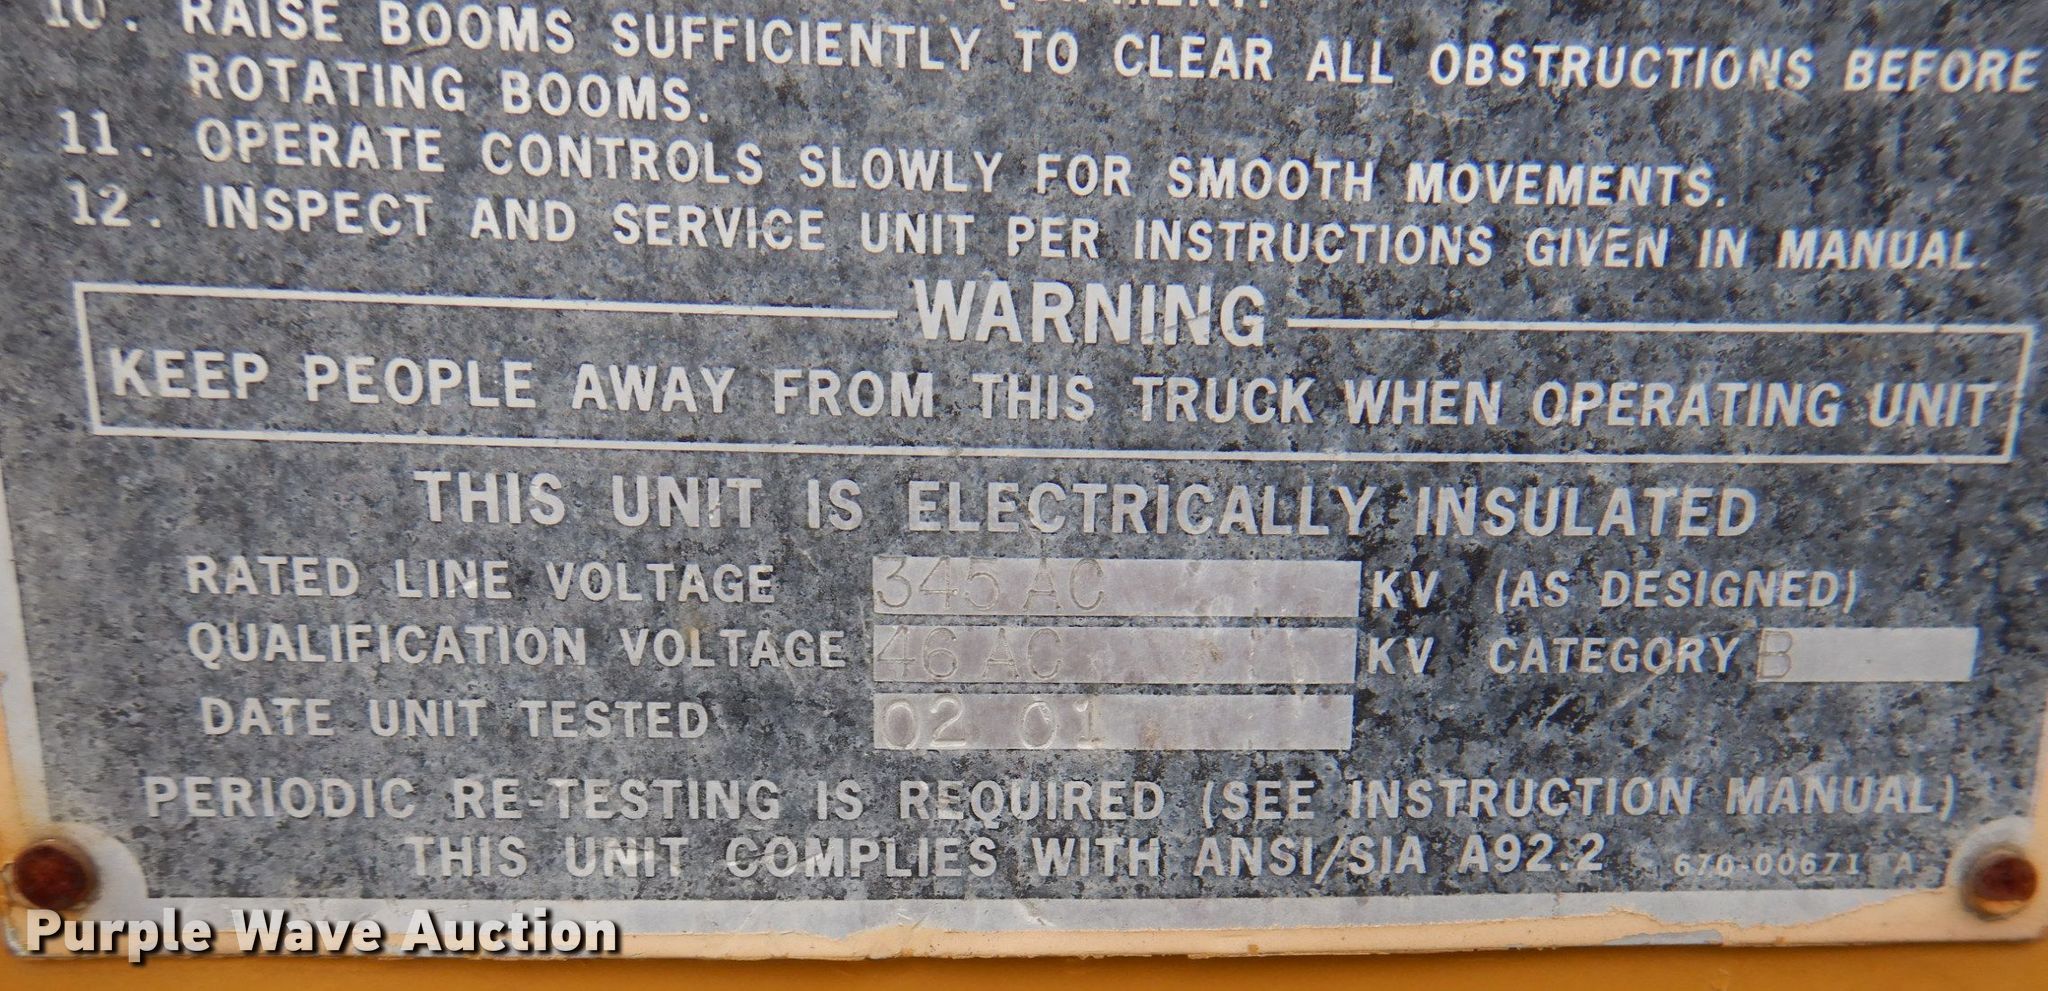 10. RAISE BOOMS SUFFICIENTLY TO CLEAR ALL OBSTRUCTIONS BEFORE
ROTATING BOOMS.
11. OPERATE CONTROLS SLOWLY FOR SMOOTH MOVEMENTS.
12. INSPECT AND SERVICE UNIT PER INSTRUCTIONS GIVEN IN MANUAL.
WARNING
KEEP PEOPLE AWAY FROM THIS TRUCK WHEN OPERATING UNIT
THIS UNIT IS ELECTRICALLY INSULATED
RATED LINE VOLTAGE 345 AC KV (AS DESIGNED)
QUALIFICATION VOLTAGE 46 AC KV CATEGORY B
DATE UNIT TESTED 02 01
PERIODIC RE-TESTING IS REQUIRED (SEE INSTRUCTION MANUAL)
THIS UNIT COMPLIES WITH ANSI/SIA A92.2 670-00671 A
Purple Wave Auction